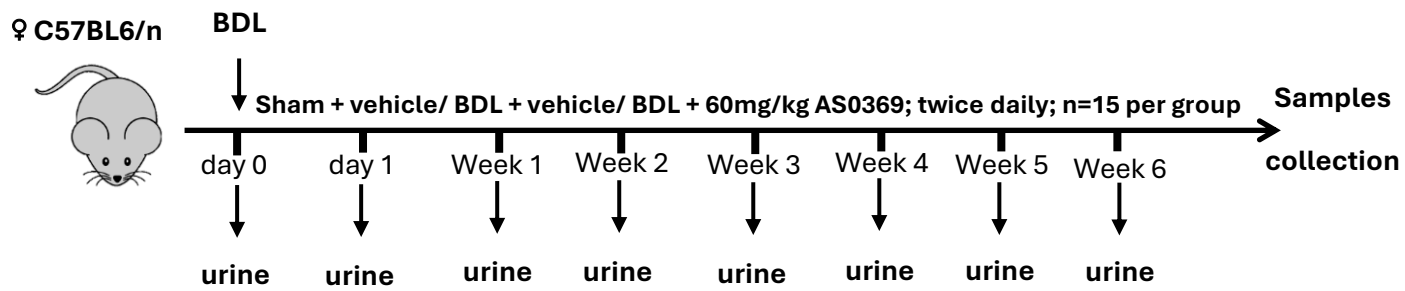 ♀ C57BL6/n
BDL
Sham + vehicle/ BDL + vehicle/ BDL + 60mg/kg AS0369; twice daily; n=15 per group
Samples
collection
day 0 day 1 Week 1 Week 2 Week 3 Week 4 Week 5 Week 6
urine urine urine urine urine urine urine urine